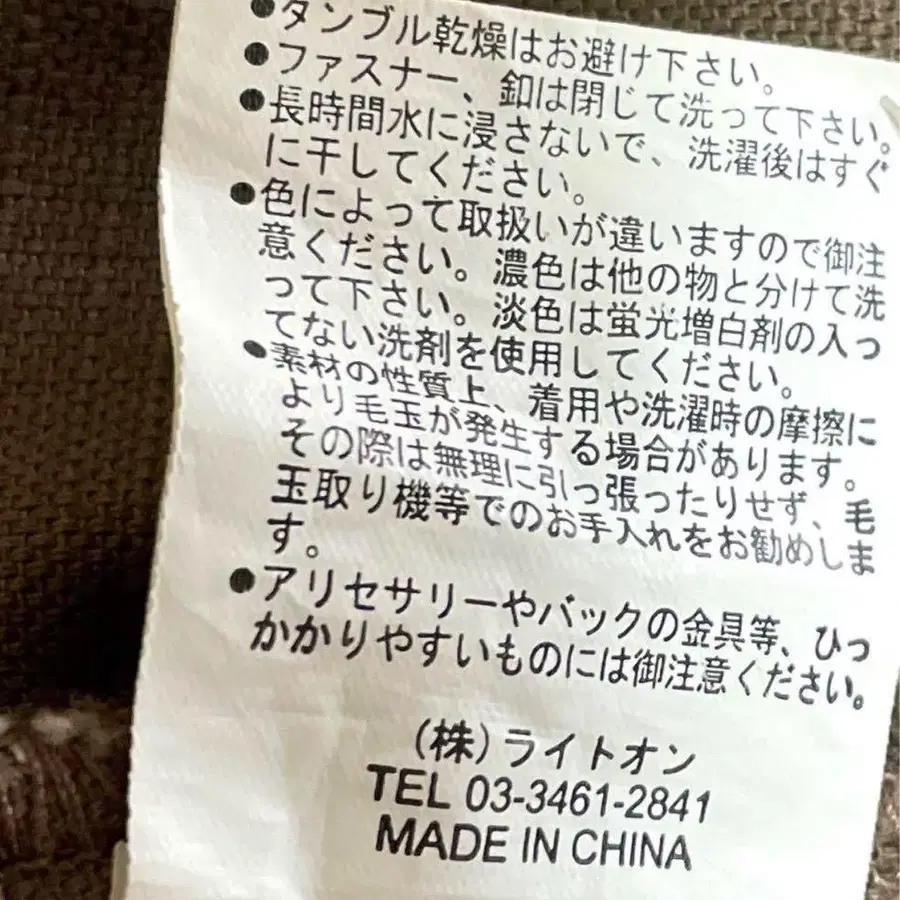 ●タンブル乾燥はお避け下さい。
●ファスナー、釦は閉じて洗って下さい。
●長時間水に浸さないで、洗濯後はすぐ
に干してください。
●色によって取扱いが違いますので御注
意ください。濃色は他の物と分けて洗
って下さい。淡色は蛍光増白剤の入っ
てない洗剤を使用してください。
●素材の性質上、着用や洗濯時の摩擦に
より毛玉が発生する場合があります。
その際は無理に引っ張ったりせず、毛
玉取り機等でのお手入れをお勧めしま
す。
●アリセサリーやバックの金具等、ひっ
かかりやすいものには御注意ください。
(株)ライトオン
TEL 03-3461-2841
MADE IN CHINA